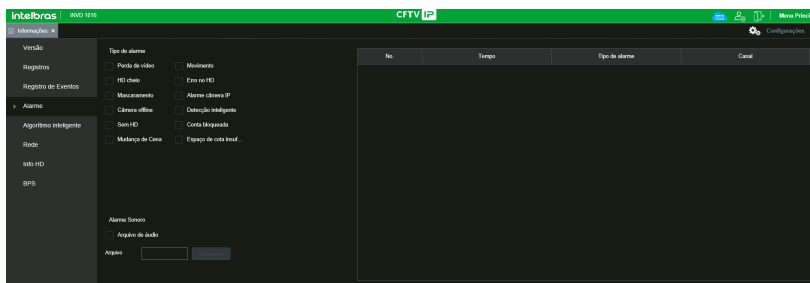 intelbras INVD 1016 CFTV IP Menu Princi
Informações × Configurações
Versão
Registros
Registro de Eventos
Alarme
Algoritmo inteligente
Rede
Info HD
BPS
Tipo de alarme
Perda de vídeo Movimento
HD cheio Erro no HD
Mascaramento Alarme câmera IP
Câmera offline Detecção inteligente
Sem HD Conta bloqueada
Mudança de Cena Espaço de cota insuf...
Alarme Sonoro
Arquivo de áudio
Arquivo
No. Tempo Tipo de alarme Canal